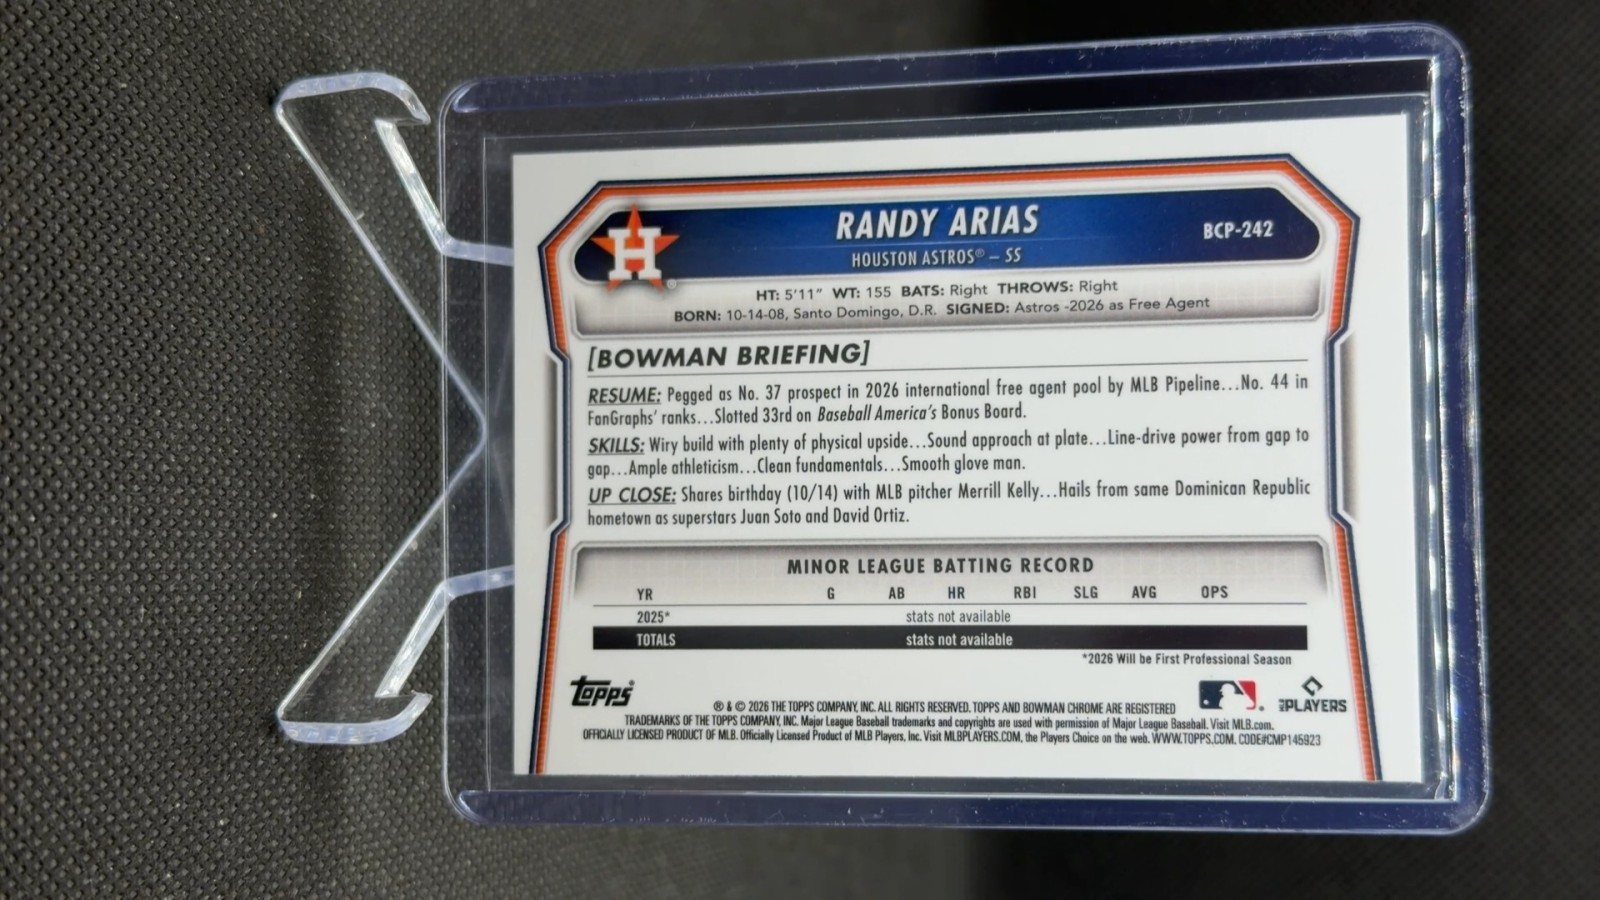 RANDY ARIAS
BCP-242
HOUSTON ASTROS® – SS
HT: 5'11" WT: 155 BATS: Right THROWS: Right
BORN: 10-14-08, Santo Domingo, D.R. SIGNED: Astros -2026 as Free Agent
[BOWMAN BRIEFING]
RESUME: Pegged as No. 37 prospect in 2026 international free agent pool by MLB Pipeline...No. 44 in
FanGraphs' ranks...Slotted 33rd on Baseball America's Bonus Board.
SKILLS: Wiry build with plenty of physical upside...Sound approach at plate...Line-drive power from gap to
gap...Ample athleticism...Clean fundamentals...Smooth glove man.
UP CLOSE: Shares birthday (10/14) with MLB pitcher Merrill Kelly...Hails from same Dominican Republic
hometown as superstars Juan Soto and David Ortiz.
MINOR LEAGUE BATTING RECORD
YR G AB HR RBI SLG AVG OPS
2025* stats not available
TOTALS stats not available
*2026 Will be First Professional Season
Topps
® & © 2026 THE TOPPS COMPANY, INC. ALL RIGHTS RESERVED. TOPPS AND BOWMAN CHROME ARE REGISTERED
TRADEMARKS OF THE TOPPS COMPANY, INC. Major League Baseball trademarks and copyrights are used with permission of Major League Baseball. Visit MLB.com.
OFFICIALLY LICENSED PRODUCT OF MLB. Officially Licensed Product of MLB Players, Inc. Visit MLBPLAYERS.COM, the Players Choice on the web. WWW.TOPPS.COM. CODE#CMP145923
MLB PLAYERS